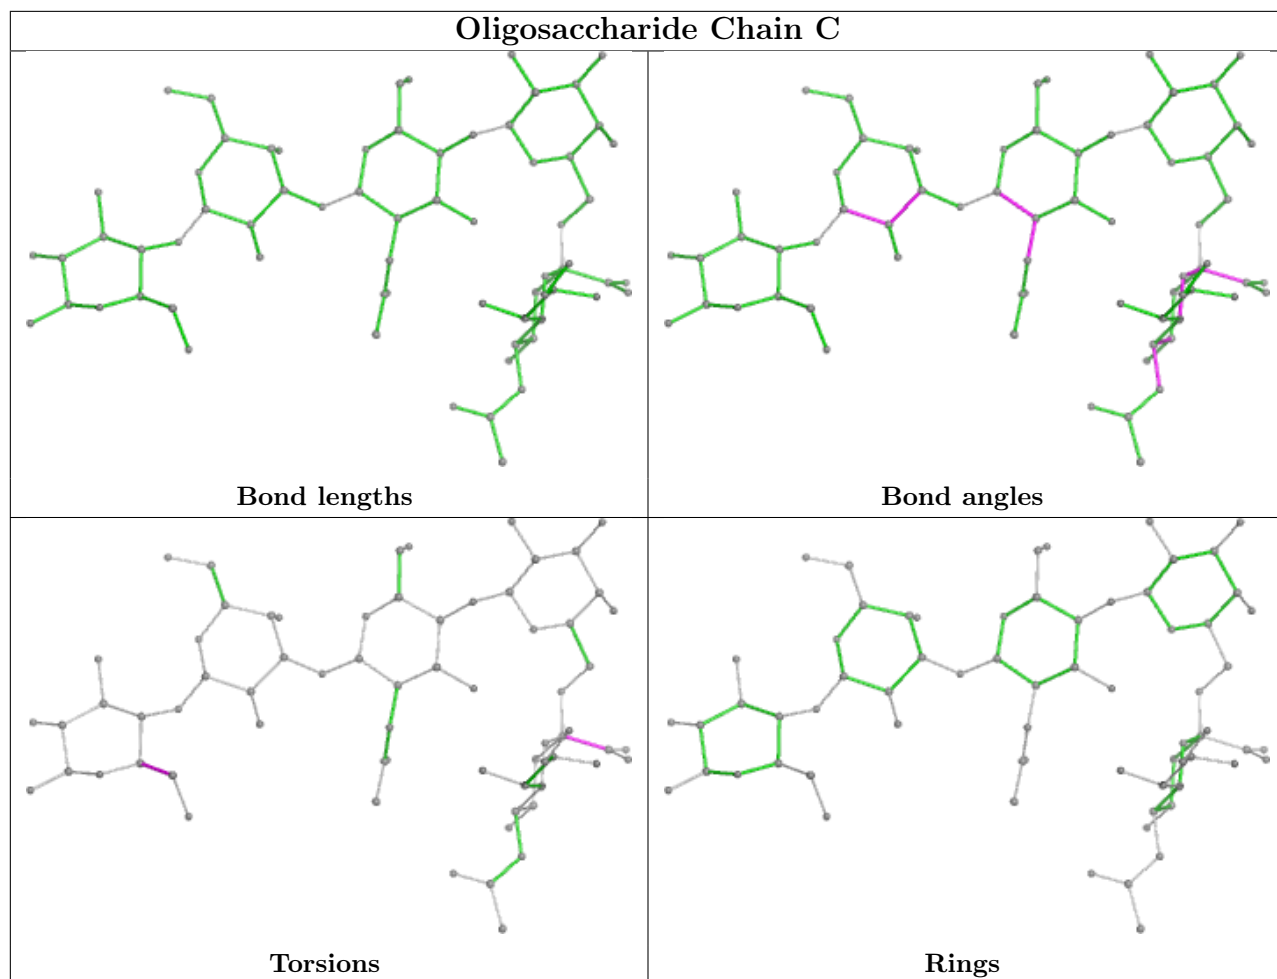 Oligosaccharide Chain C
Bond lengths
Bond angles
Torsions
Rings